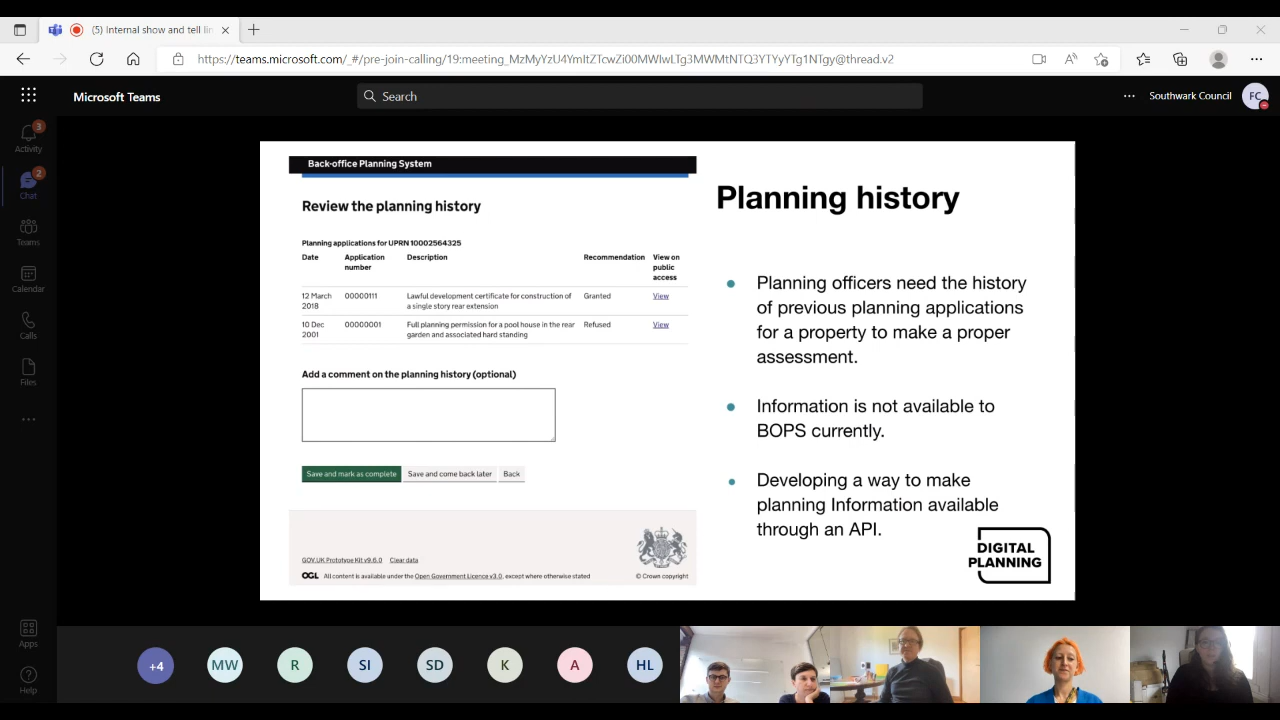 (5) Internal show and tell lin
https://teams.microsoft.com/_#/pre-join-calling/19:meeting_MzMyYzU4YmItZTcwZi00MWIwLTg3MWMtNTQ3YTYyYTg1NTgy@thread.v2
Microsoft Teams
Search
Southwark Council
FC
3
Activity
2
Chat
Teams
Calendar
Calls
Files
Apps
Help
Back-office Planning System
Review the planning history
Planning applications for UPRN 10002564325
Date Application number Description Recommendation View on public access
12 March 2018 00000111 Lawful development certificate for construction of a single story rear extension Granted View
10 Dec 2001 00000001 Full planning permission for a pool house in the rear garden and associated hard standing Refused View
Add a comment on the planning history (optional)
Save and mark as complete Save and come back later Back
GOV.UK Prototype Kit v9.6.0 Clear data
OGL All content is available under the Open Government Licence v3.0, except where otherwise stated
© Crown copyright
Planning history
Planning officers need the history
of previous planning applications
for a property to make a proper
assessment.
Information is not available to
BOPS currently.
Developing a way to make
planning Information available
through an API.
DIGITAL
PLANNING
+4 MW R SI SD K A HL